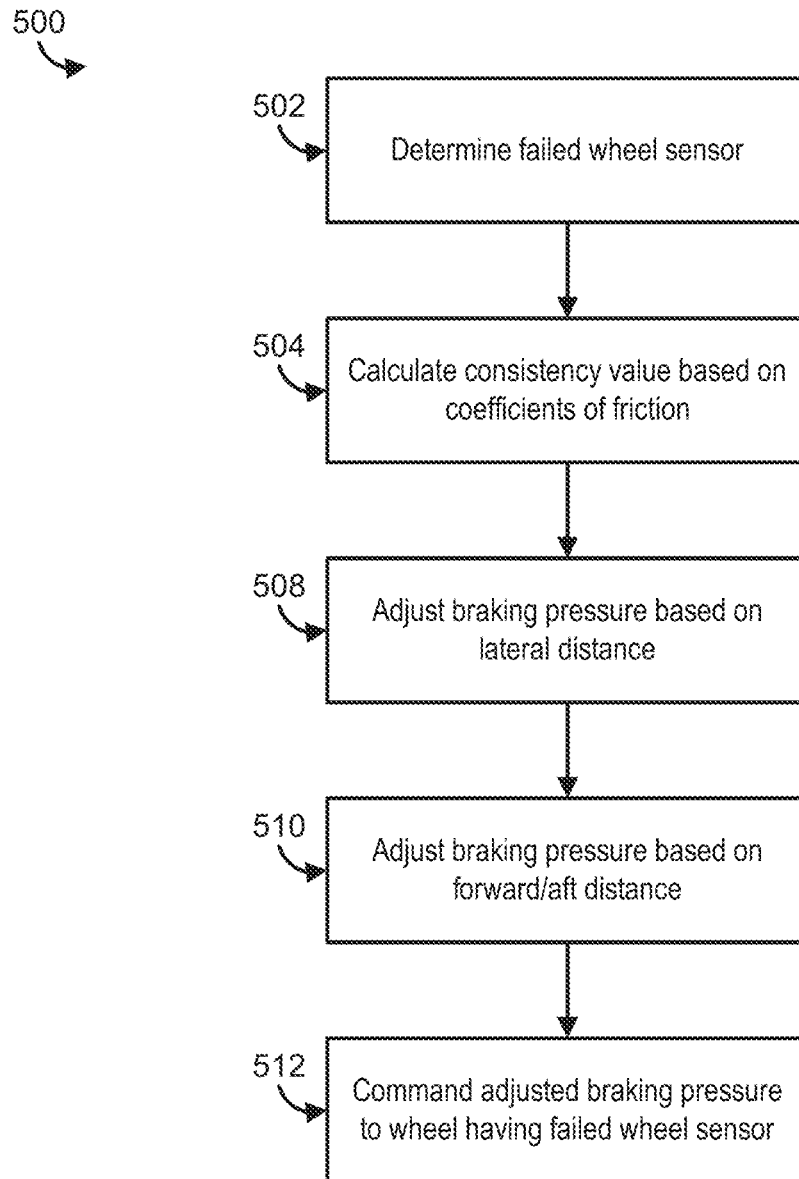 500
502
Determine failed wheel sensor
504
Calculate consistency value based on
coefficients of friction
508
Adjust braking pressure based on
lateral distance
510
Adjust braking pressure based on
forward/aft distance
512
Command adjusted braking pressure
to wheel having failed wheel sensor